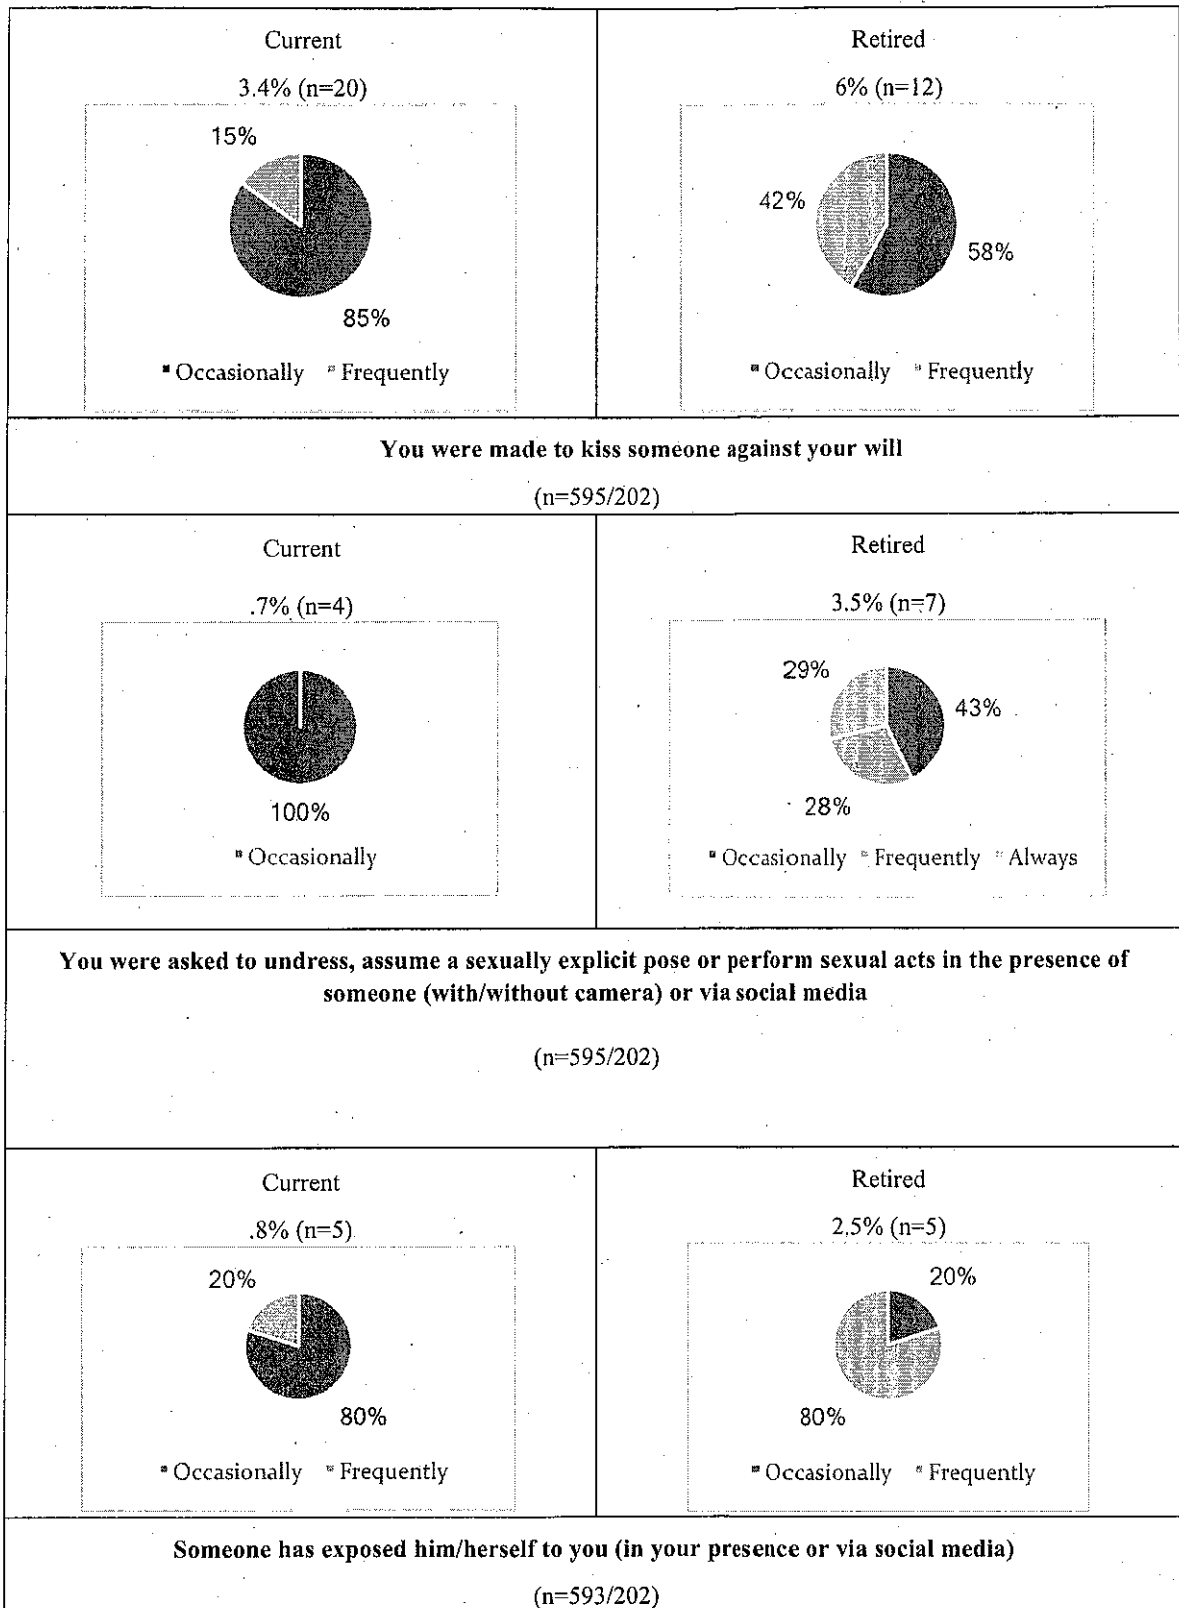 Current
Retired
3.4% (n=20)
6% (n=12)
15%
85%
▪ Occasionally ▪ Frequently
42%
58%
▪ Occasionally ▪ Frequently
You were made to kiss someone against your will
(n=595/202)
Current
Retired
.7% (n=4)
3.5% (n=7)
100%
▪ Occasionally
29%
43%
28%
▪ Occasionally ▪ Frequently ▪ Always
You were asked to undress, assume a sexually explicit pose or perform sexual acts in the presence of
someone (with/without camera) or via social media
(n=595/202)
Current
Retired
.8% (n=5)
2.5% (n=5)
20%
80%
▪ Occasionally ▪ Frequently
20%
80%
▪ Occasionally ▪ Frequently
Someone has exposed him/herself to you (in your presence or via social media)
(n=593/202)